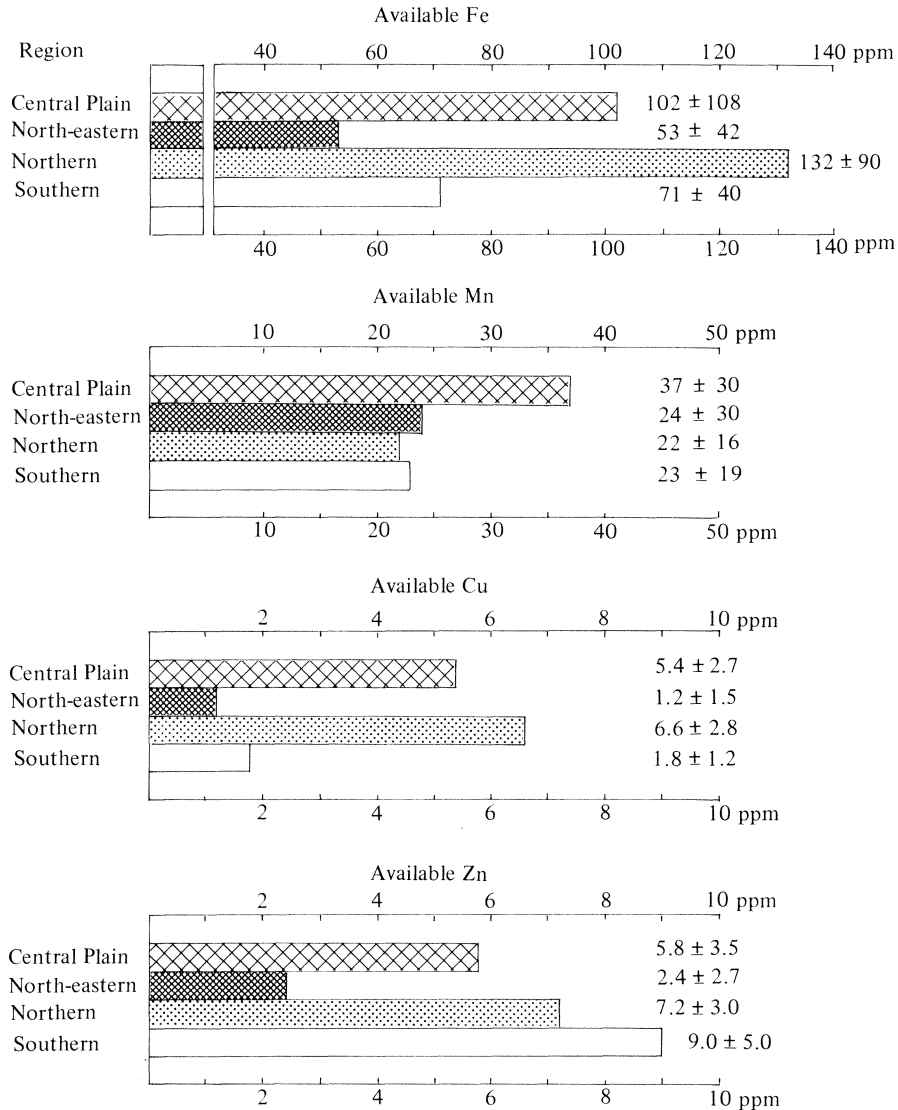 Available Fe
Region 40 60 80 100 120 140 ppm
Central Plain 102 ± 108
North-eastern 53 ± 42
Northern 132 ± 90
Southern 71 ± 40
40 60 80 100 120 140 ppm
Available Mn
10 20 30 40 50 ppm
Central Plain 37 ± 30
North-eastern 24 ± 30
Northern 22 ± 16
Southern 23 ± 19
10 20 30 40 50 ppm
Available Cu
2 4 6 8 10 ppm
Central Plain 5.4 ± 2.7
North-eastern 1.2 ± 1.5
Northern 6.6 ± 2.8
Southern 1.8 ± 1.2
2 4 6 8 10 ppm
Available Zn
2 4 6 8 10 ppm
Central Plain 5.8 ± 3.5
North-eastern 2.4 ± 2.7
Northern 7.2 ± 3.0
Southern 9.0 ± 5.0
2 4 6 8 10 ppm